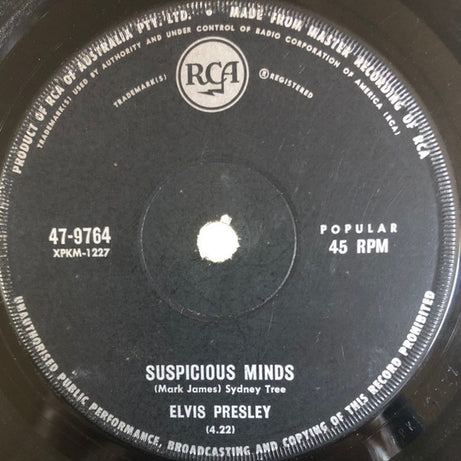 PRODUCT OF RCA OF AUSTRALIA PTY. LTD. • MADE FROM MASTER RECORDING OF RCA
TRADEMARK(S) USED BY AUTHORITY AND UNDER CONTROL OF RADIO CORPORATION OF AMERICA (RCA)
RCA
TRADEMARK(S)
® REGISTERED
47-9764
XPKM-1227
POPULAR
45 RPM
SUSPICIOUS MINDS
(Mark James) Sydney Tree
ELVIS PRESLEY
(4.22)
UNAUTHORISED PUBLIC PERFORMANCE, BROADCASTING AND COPYING OF THIS RECORD PROHIBITED